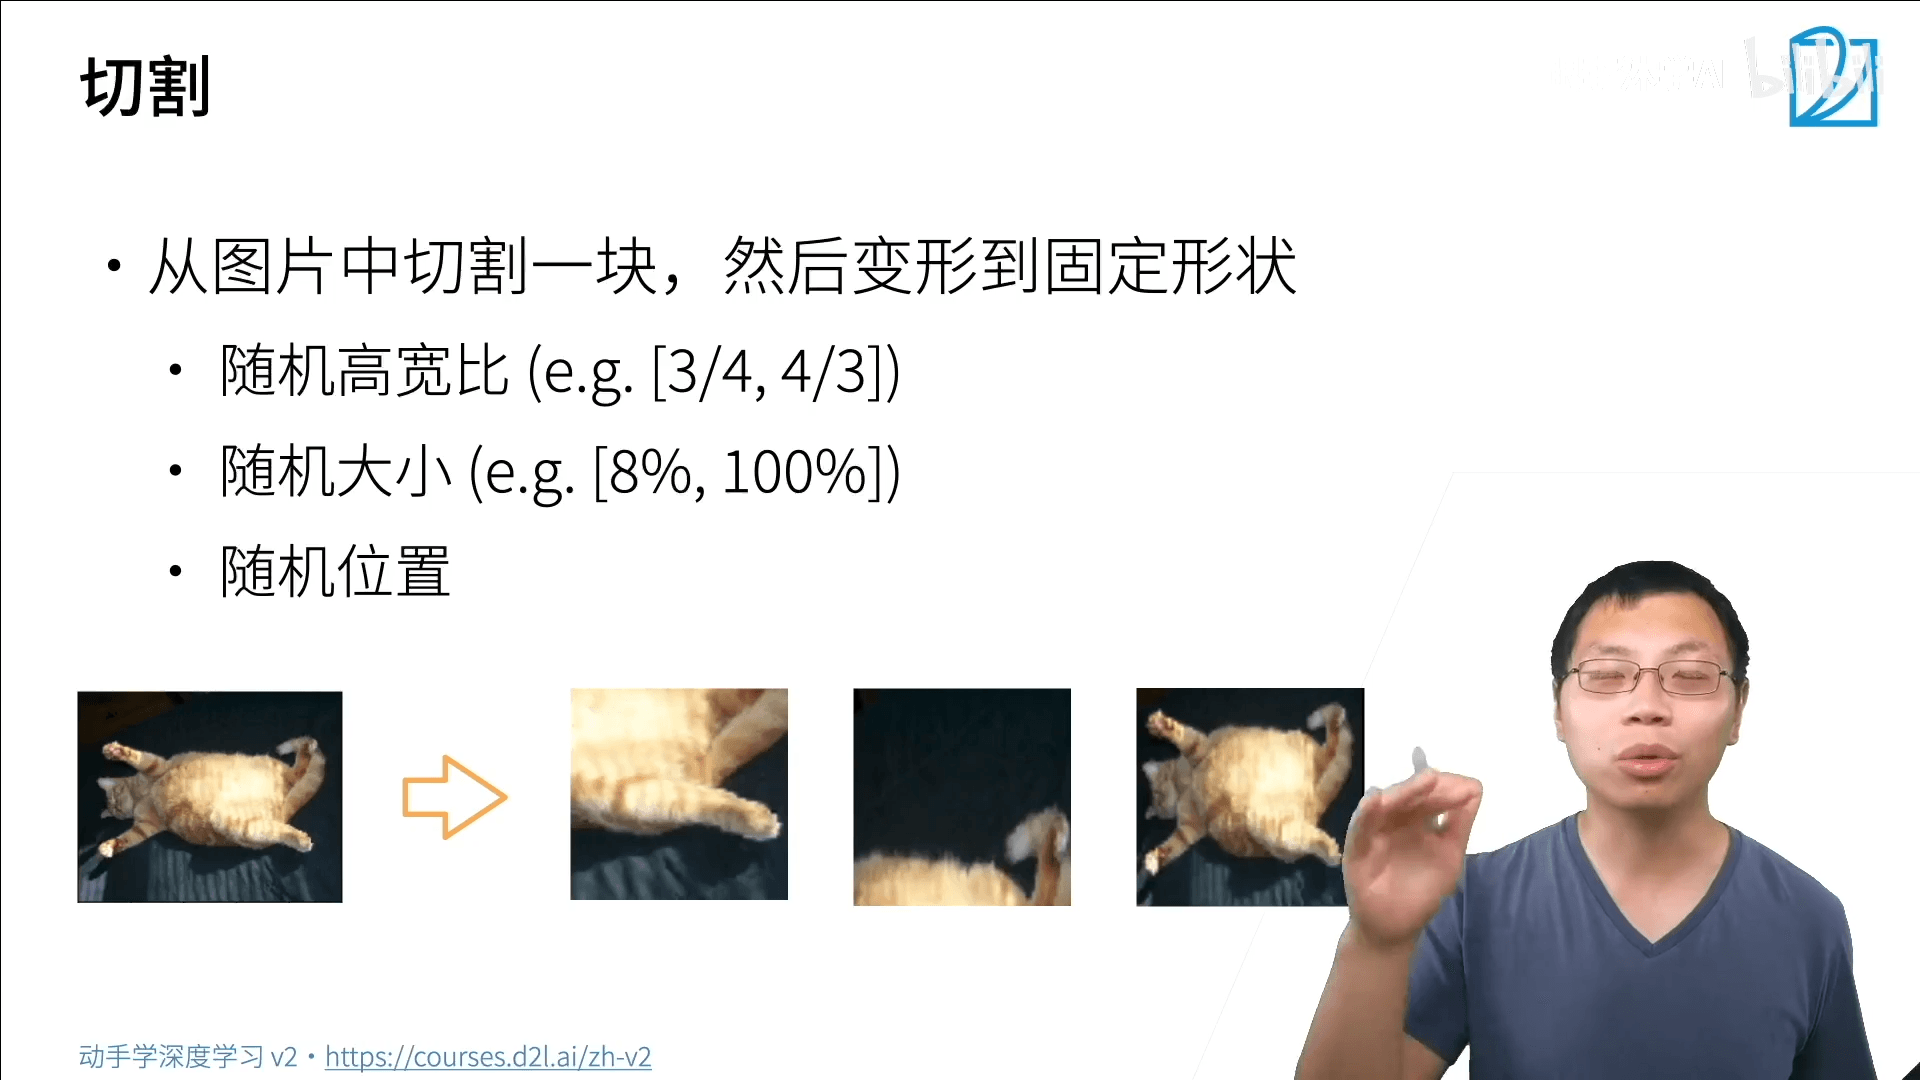 切割
bilibili
• 从图片中切割一块，然后变形到固定形状
• 随机高宽比 (e.g. [3/4, 4/3])
• 随机大小 (e.g. [8%, 100%])
• 随机位置
动手学深度学习 v2 • https://courses.d2l.ai/zh-v2